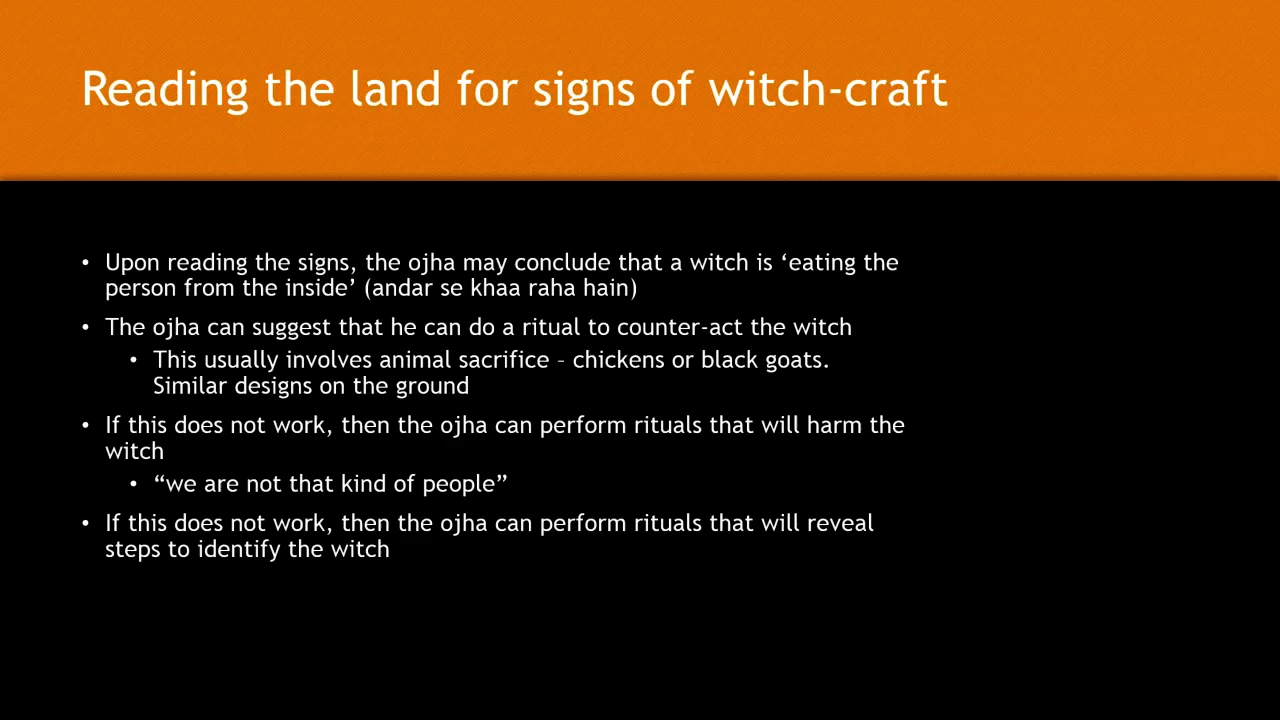 Reading the land for signs of witch-craft
• Upon reading the signs, the ojha may conclude that a witch is ‘eating the
person from the inside’ (andar se khaa raha hain)
• The ojha can suggest that he can do a ritual to counter-act the witch
• This usually involves animal sacrifice – chickens or black goats.
Similar designs on the ground
• If this does not work, then the ojha can perform rituals that will harm the
witch
• “we are not that kind of people”
• If this does not work, then the ojha can perform rituals that will reveal
steps to identify the witch